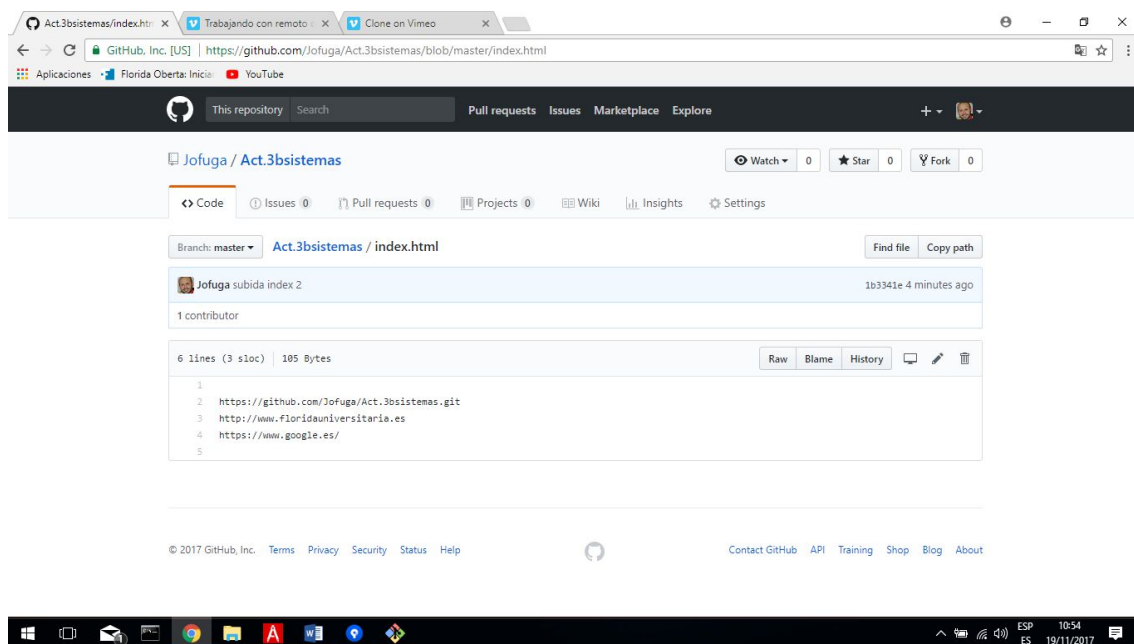 Act.3bsistemas/index.htm
Trabajando con remoto
Clone on Vimeo
GitHub, Inc. [US] | https://github.com/Jofuga/Act.3bsistemas/blob/master/index.html
Aplicaciones Florida Oberta: Inicia YouTube
This repository Search Pull requests Issues Marketplace Explore
Jofuga / Act.3bsistemas Watch 0 Star 0 Fork 0
<> Code Issues 0 Pull requests 0 Projects 0 Wiki Insights Settings
Branch: master Act.3bsistemas / index.html Find file Copy path
Jofuga subida index 2 1b3341e 4 minutes ago
1 contributor
6 lines (3 sloc) 105 Bytes Raw Blame History
1
2 https://github.com/Jofuga/Act.3bsistemas.git
3 http://www.floridauniversitaria.es
4 https://www.google.es/
5
© 2017 GitHub, Inc. Terms Privacy Security Status Help Contact GitHub API Training Shop Blog About
ESP 10:54
ES 19/11/2017